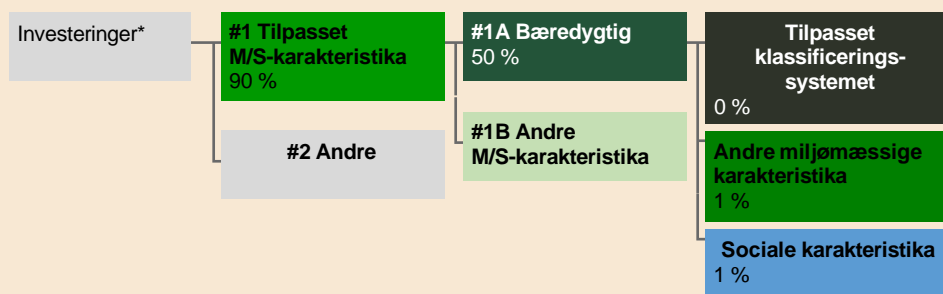 Investeringer*
#1 Tilpasset
M/S-karakteristika
90 %
#2 Andre
#1A Bæredygtig
50 %
#1B Andre
M/S-karakteristika
Tilpasset
klassificerings-
systemet
0 %
Andre miljømæssige
karakteristika
1 %
Sociale karakteristika
1 %